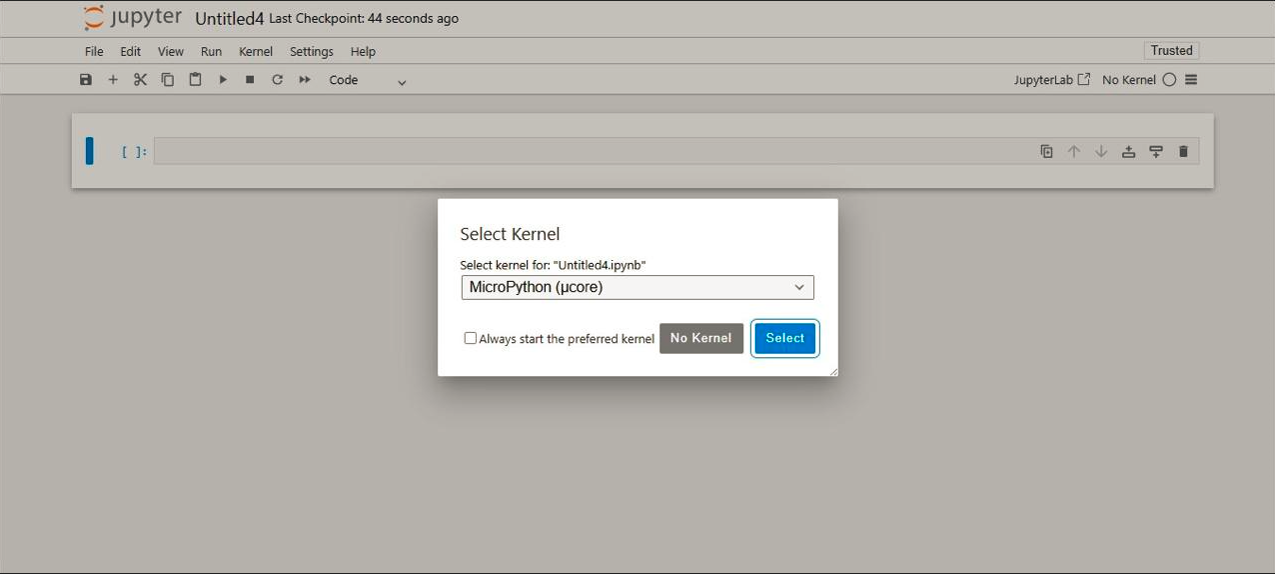 jupyter Untitled4 Last Checkpoint: 44 seconds ago
File Edit View Run Kernel Settings Help Trusted
Code JupyterLab No Kernel
[ ]:
Select Kernel
Select kernel for: "Untitled4.ipynb"
MicroPython (μcore)
Always start the preferred kernel No Kernel Select